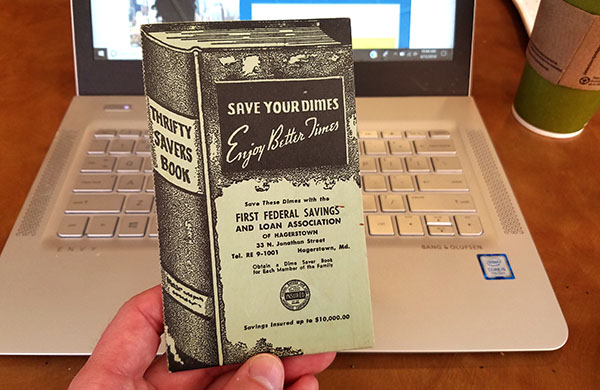 SAVE YOUR DIMES
Enjoy Better Times
THRIFTY
SAVERS
BOOK
Save These Dimes with the
FIRST FEDERAL SAVINGS
AND LOAN ASSOCIATION
OF HAGERSTOWN
33 N. Jonathan Street
Tel. RE 9-1001 Hagerstown, Md.
Obtain a Dime Saver Book
for Each Member of the Family
INSURED
Savings Insured up to $10,000.00
ENVY
BANG & OLUFSEN